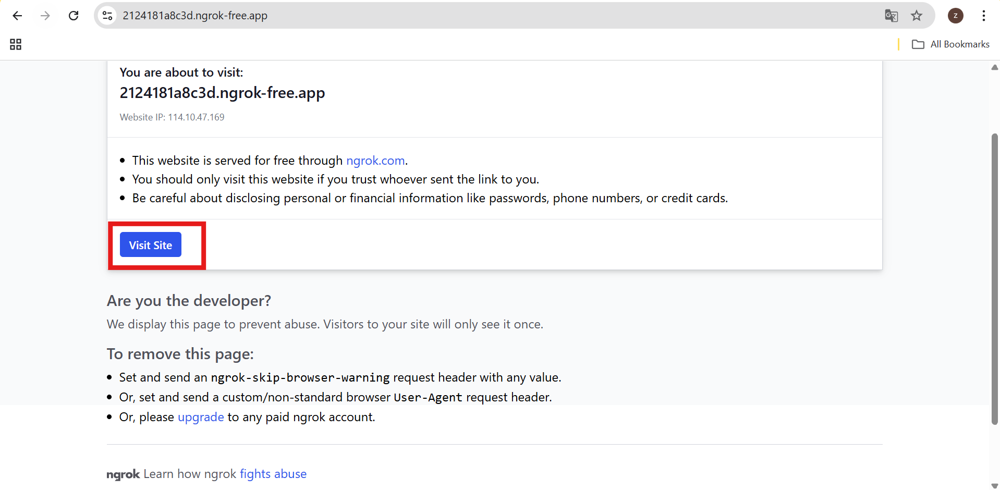 2124181a8c3d.ngrok-free.app
z
All Bookmarks
You are about to visit:
2124181a8c3d.ngrok-free.app
Website IP: 114.10.47.169
This website is served for free through ngrok.com.
You should only visit this website if you trust whoever sent the link to you.
Be careful about disclosing personal or financial information like passwords, phone numbers, or credit cards.
Visit Site
Are you the developer?
We display this page to prevent abuse. Visitors to your site will only see it once.
To remove this page:
Set and send an ngrok-skip-browser-warning request header with any value.
Or, set and send a custom/non-standard browser User-Agent request header.
Or, please upgrade to any paid ngrok account.
ngrok Learn how ngrok fights abuse